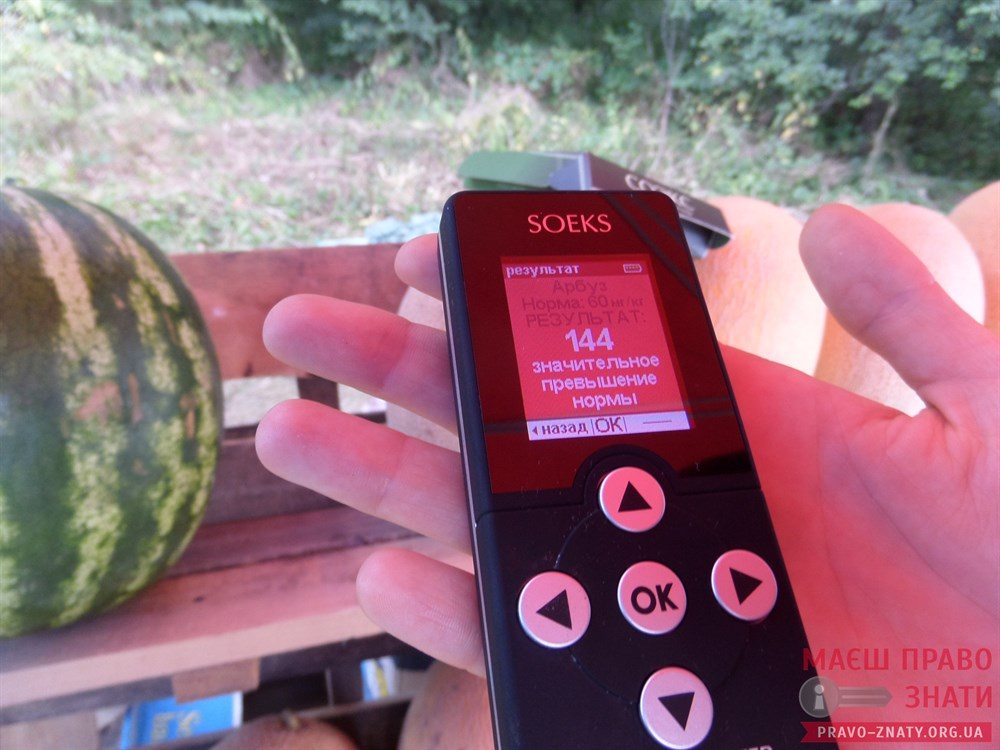 SOEKS
результат
Арбуз
Норма: 60 мг/кг
РЕЗУЛЬТАТ:
144
значительное
превышение
нормы
назад OK
OK
МАЄШ ПРАВО
ЗНАТИ
PRAVO-ZNATY.ORG.UA